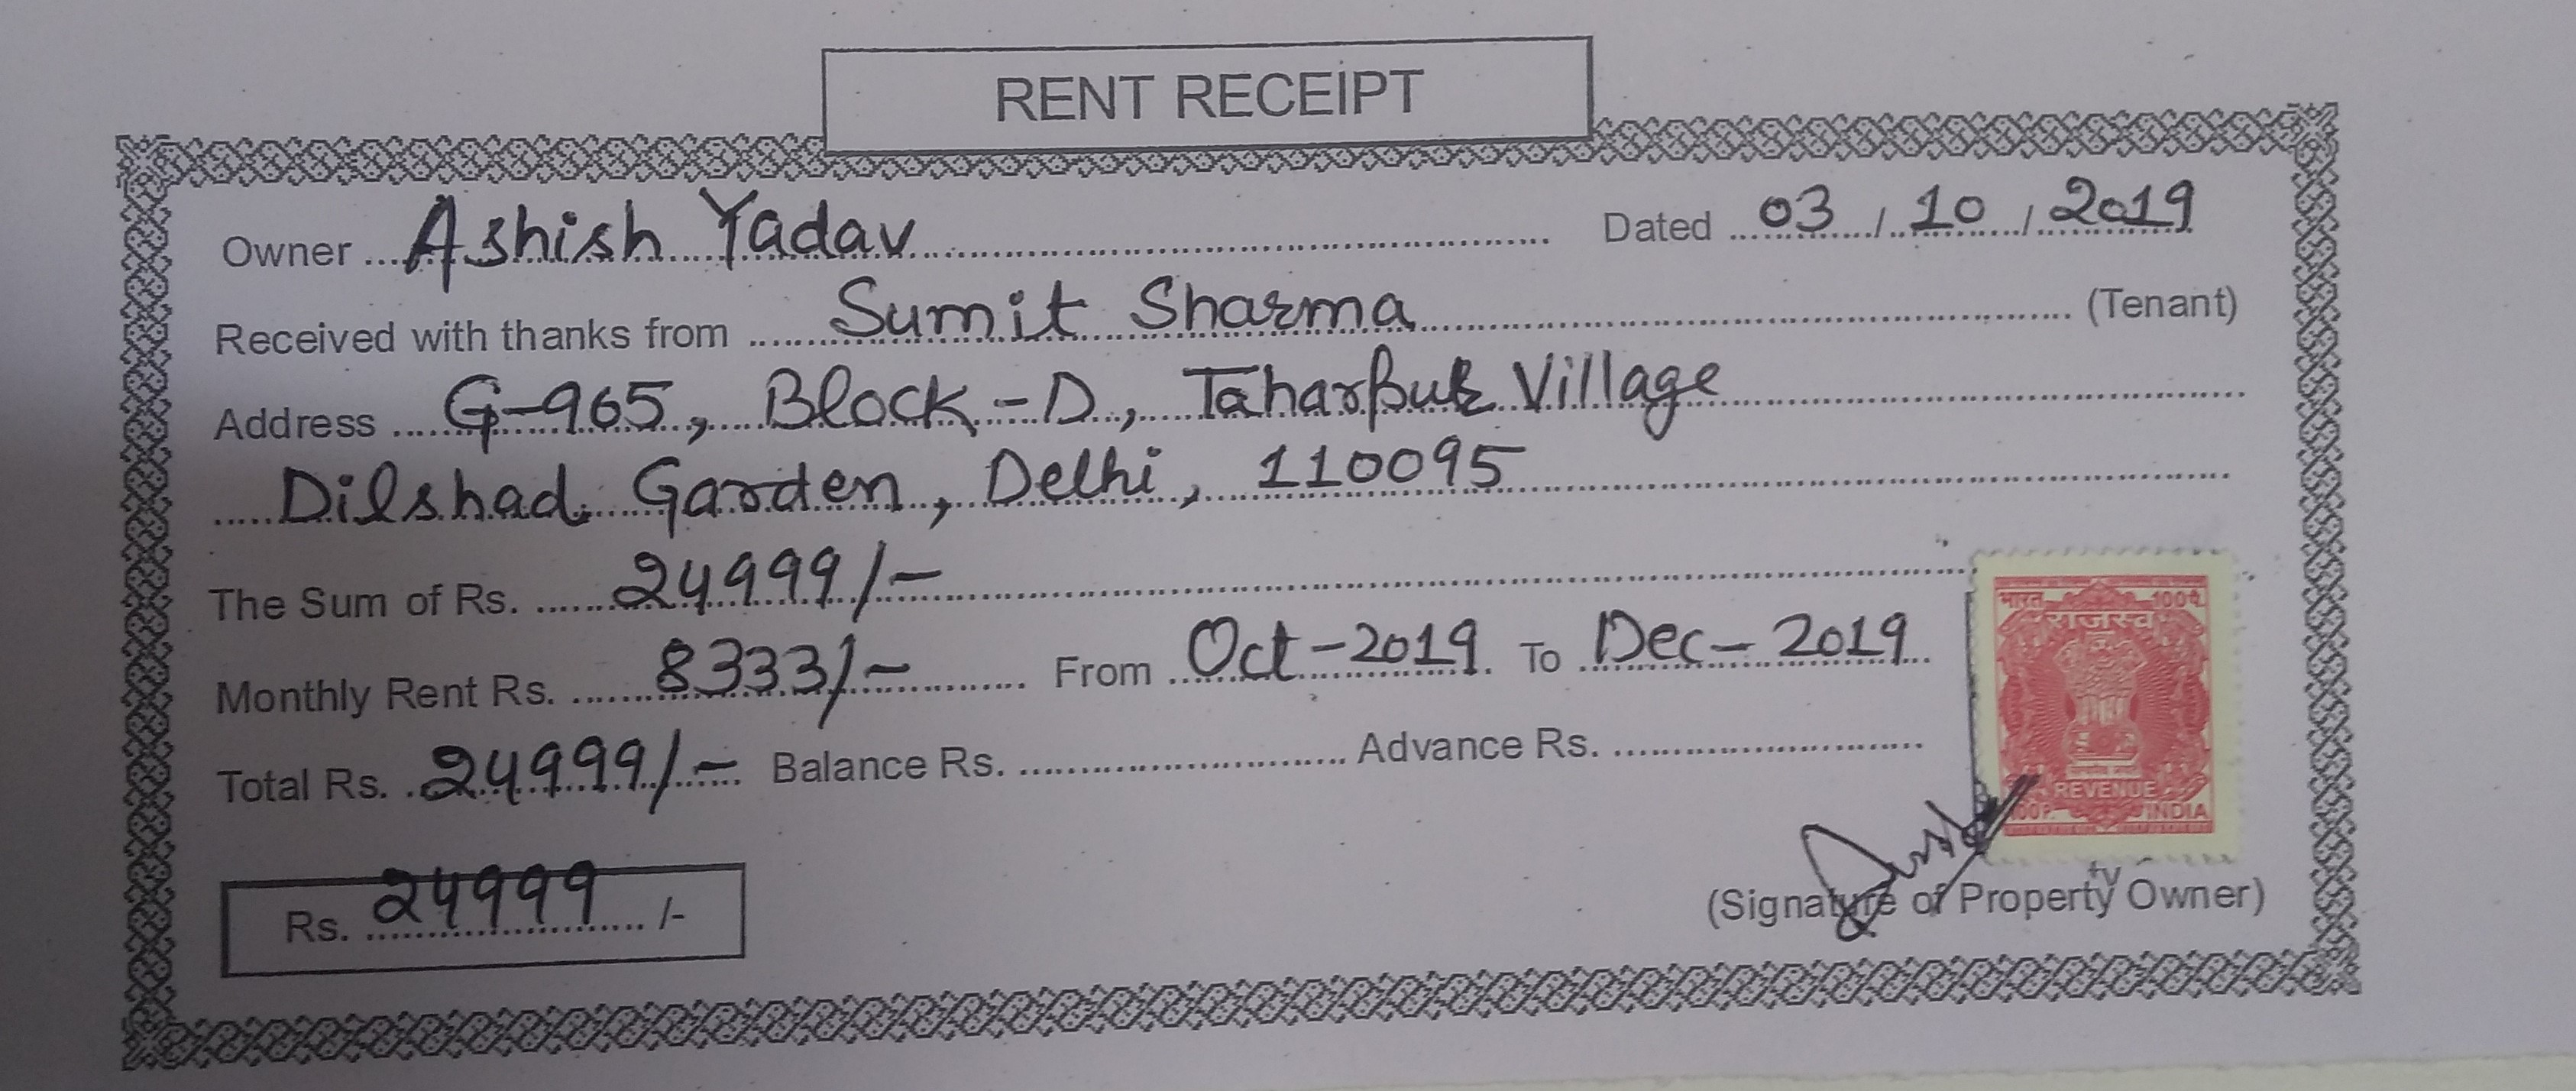 RENT RECEIPT
Owner Ashish Yadav Dated 03 / 10 / 2019
Received with thanks from Sumit Sharma (Tenant)
Address G-965, Block-D, Taharpur Village
Dilshad Garden, Delhi, 110095
The Sum of Rs. 24999/-
Monthly Rent Rs. 8333/- From Oct-2019 To Dec-2019
Total Rs. 24999/- Balance Rs. Advance Rs.
भारत 100पै.
राजस्व
REVENUE
100P. INDIA
Rs. 24999 /-
(Signature of Property Owner)